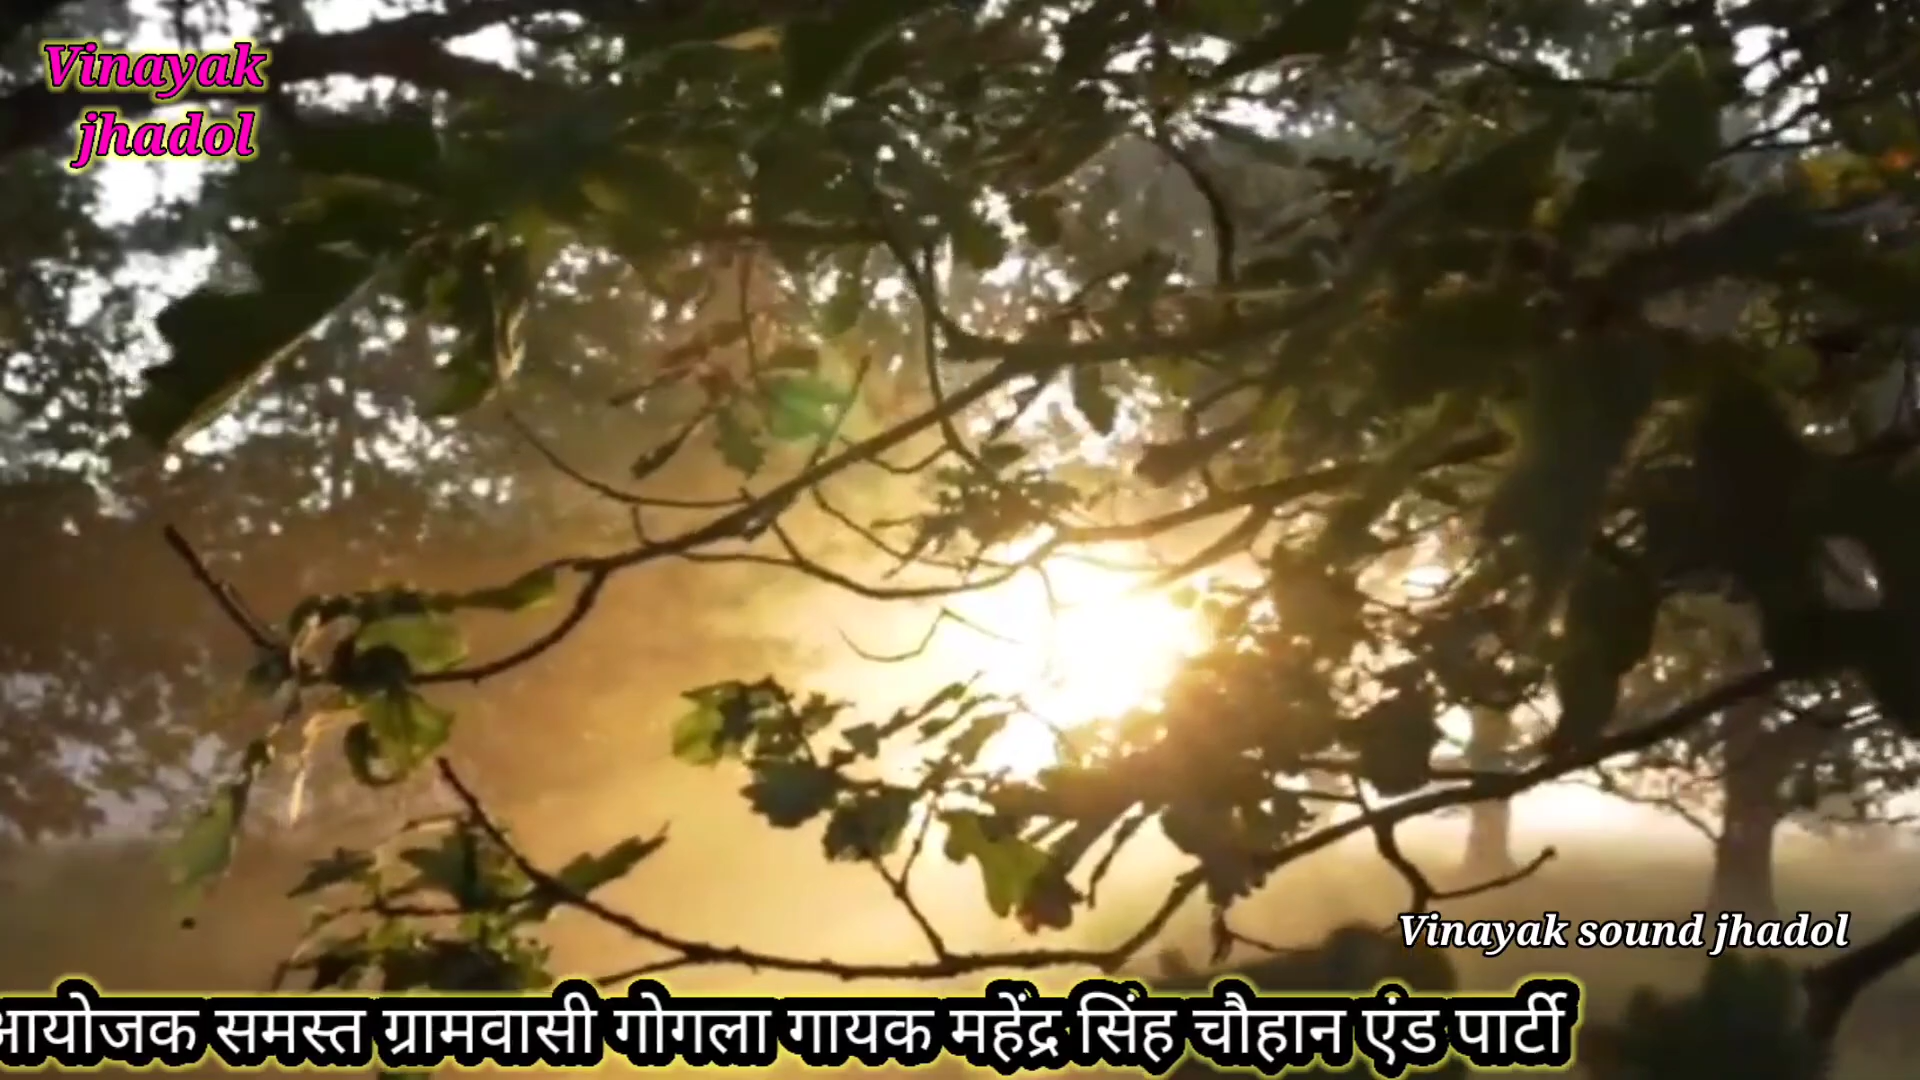 Vinayak
jhadol
Vinayak sound jhadol
आयोजक समस्त ग्रामवासी गोगला गायक महेंद्र सिंह चौहान एंड पार्टी